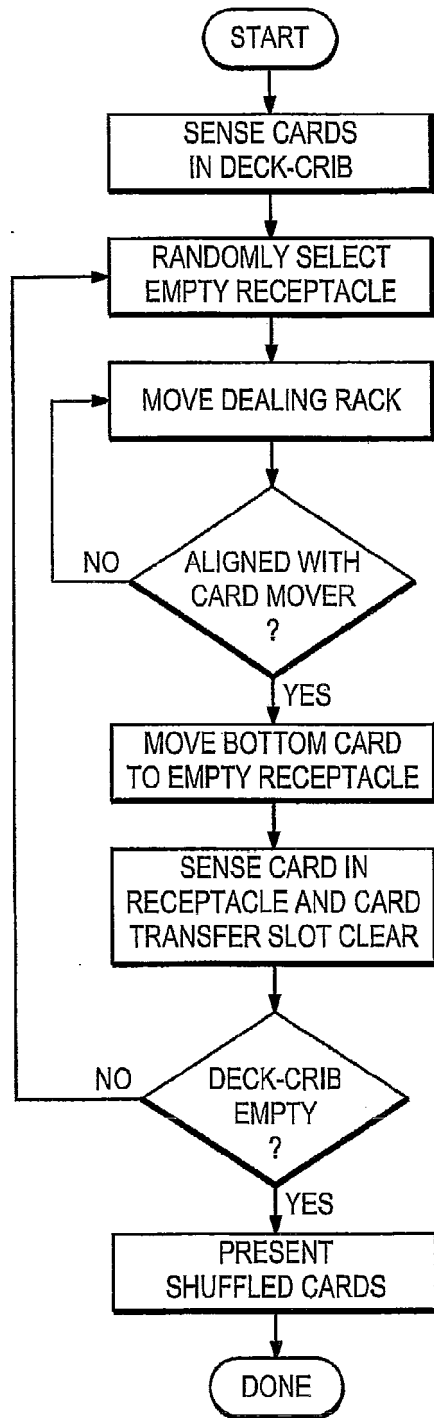 START
SENSE CARDS
IN DECK-CRIB
RANDOMLY SELECT
EMPTY RECEPTACLE
MOVE DEALING RACK
NO
ALIGNED WITH
CARD MOVER
?
YES
MOVE BOTTOM CARD
TO EMPTY RECEPTACLE
SENSE CARD IN
RECEPTACLE AND CARD
TRANSFER SLOT CLEAR
NO
DECK-CRIB
EMPTY
?
YES
PRESENT
SHUFFLED CARDS
DONE